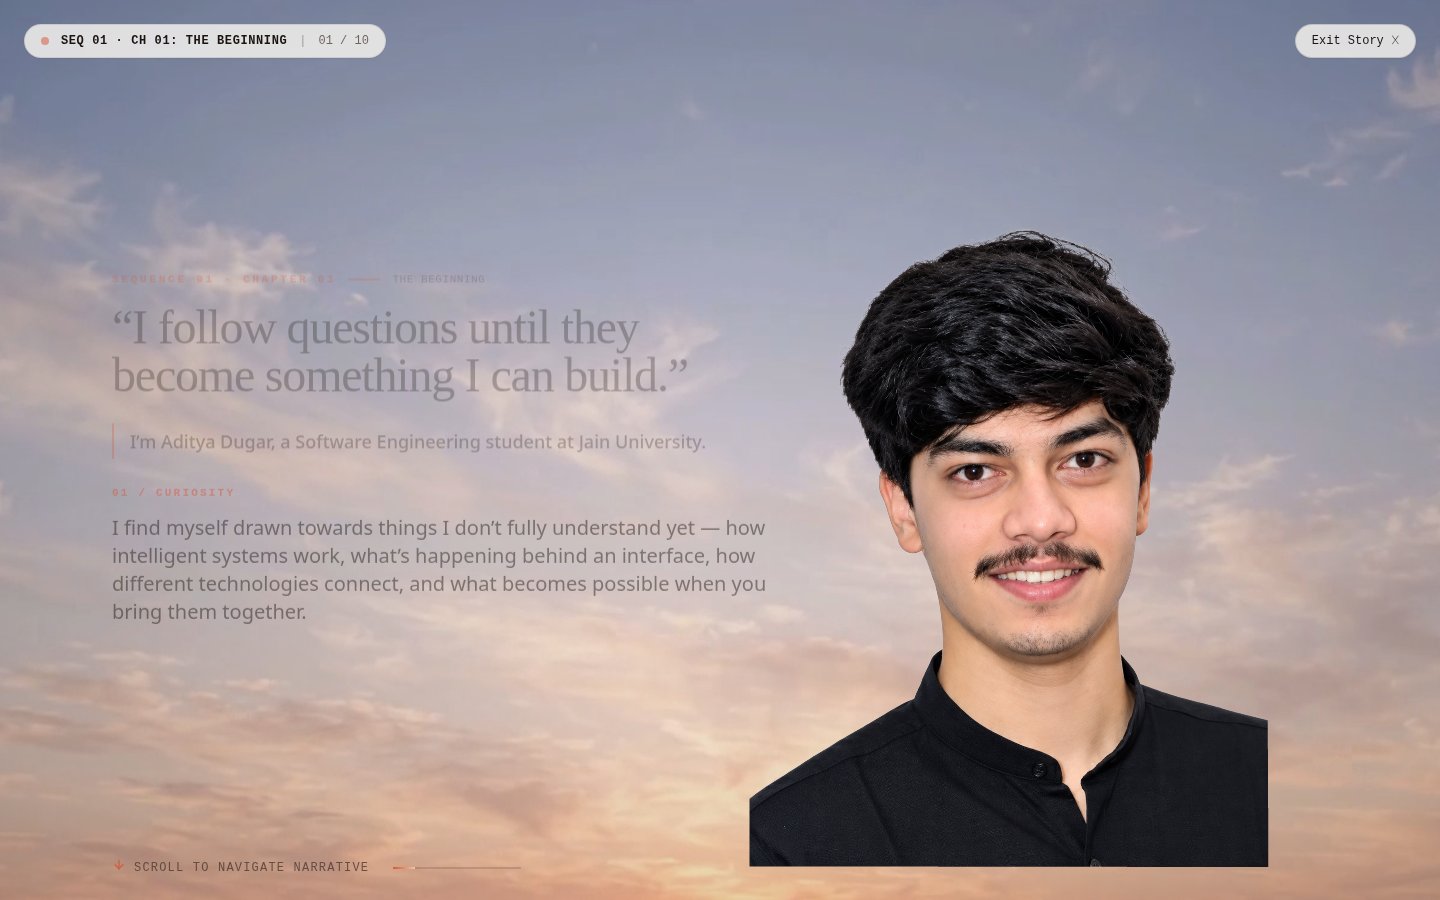 SEQ 01 · CH 01: THE BEGINNING | 01 / 10
Exit Story X
SEQUENCE 01 · CHAPTER 01 THE BEGINNING
“I follow questions until they
become something I can build.”
I’m Aditya Dugar, a Software Engineering student at Jain University.
01 / CURIOSITY
I find myself drawn towards things I don’t fully understand yet — how
intelligent systems work, what’s happening behind an interface, how
different technologies connect, and what becomes possible when you
bring them together.
SCROLL TO NAVIGATE NARRATIVE